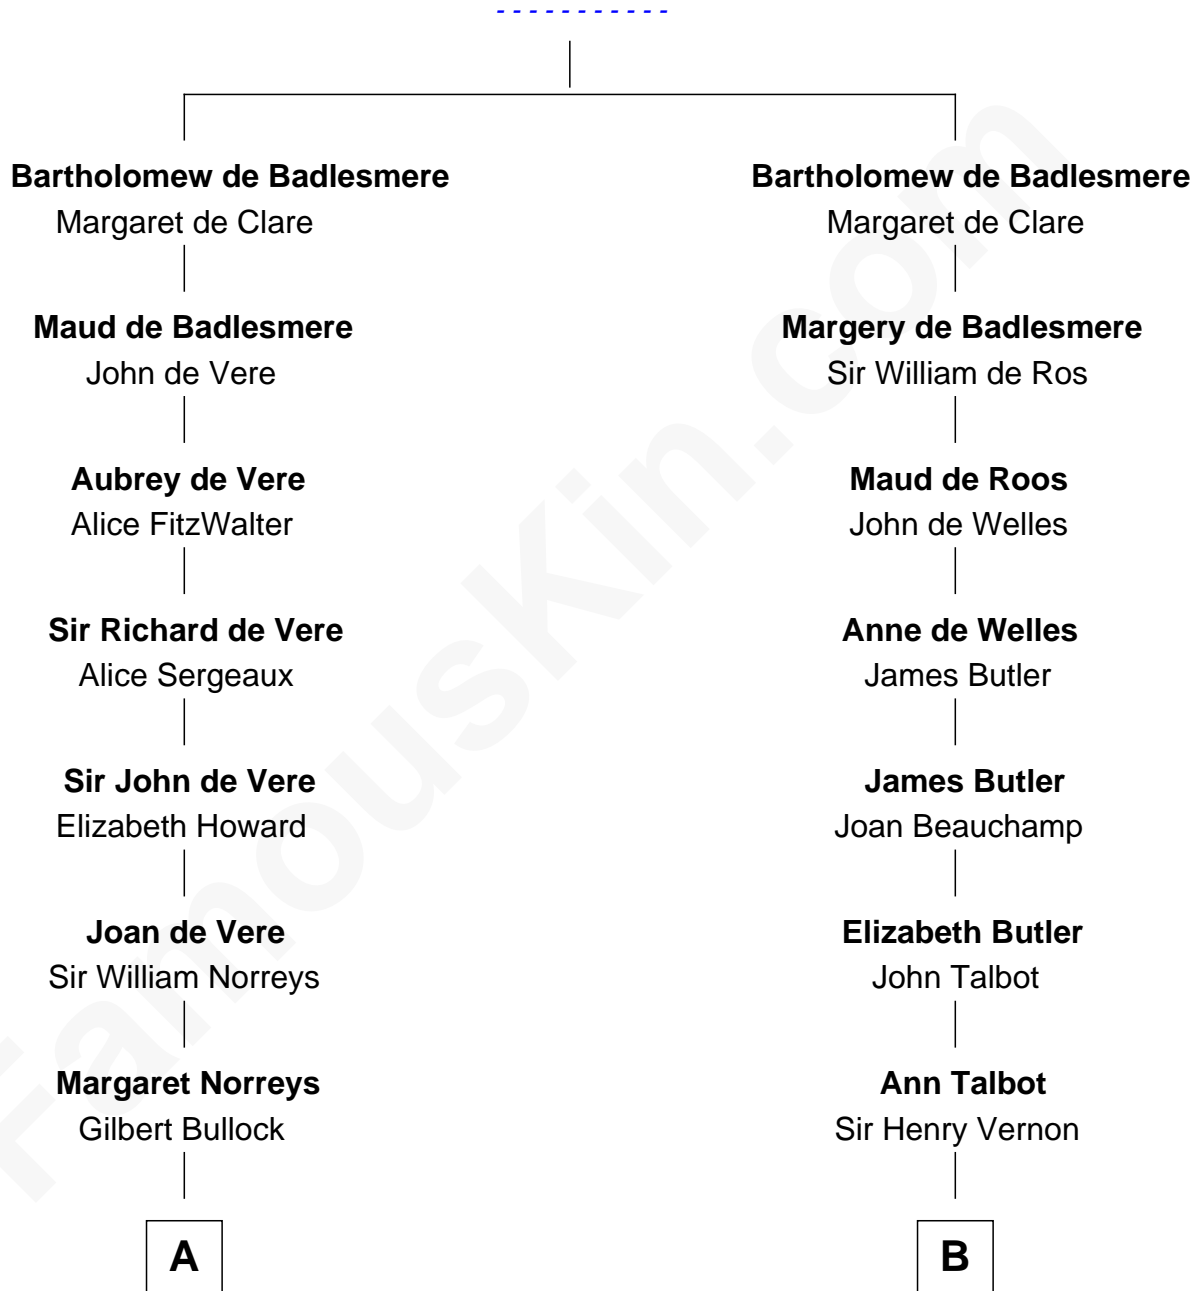 - - - - - - - - - - -
Bartholomew de Badlesmere
Margaret de Clare
Maud de Badlesmere
John de Vere
Aubrey de Vere
Alice FitzWalter
Sir Richard de Vere
Alice Sergeaux
Sir John de Vere
Elizabeth Howard
Joan de Vere
Sir William Norreys
Margaret Norreys
Gilbert Bullock
A
Bartholomew de Badlesmere
Margaret de Clare
Margery de Badlesmere
Sir William de Ros
Maud de Roos
John de Welles
Anne de Welles
James Butler
James Butler
Joan Beauchamp
Elizabeth Butler
John Talbot
Ann Talbot
Sir Henry Vernon
B
FamousKin.com